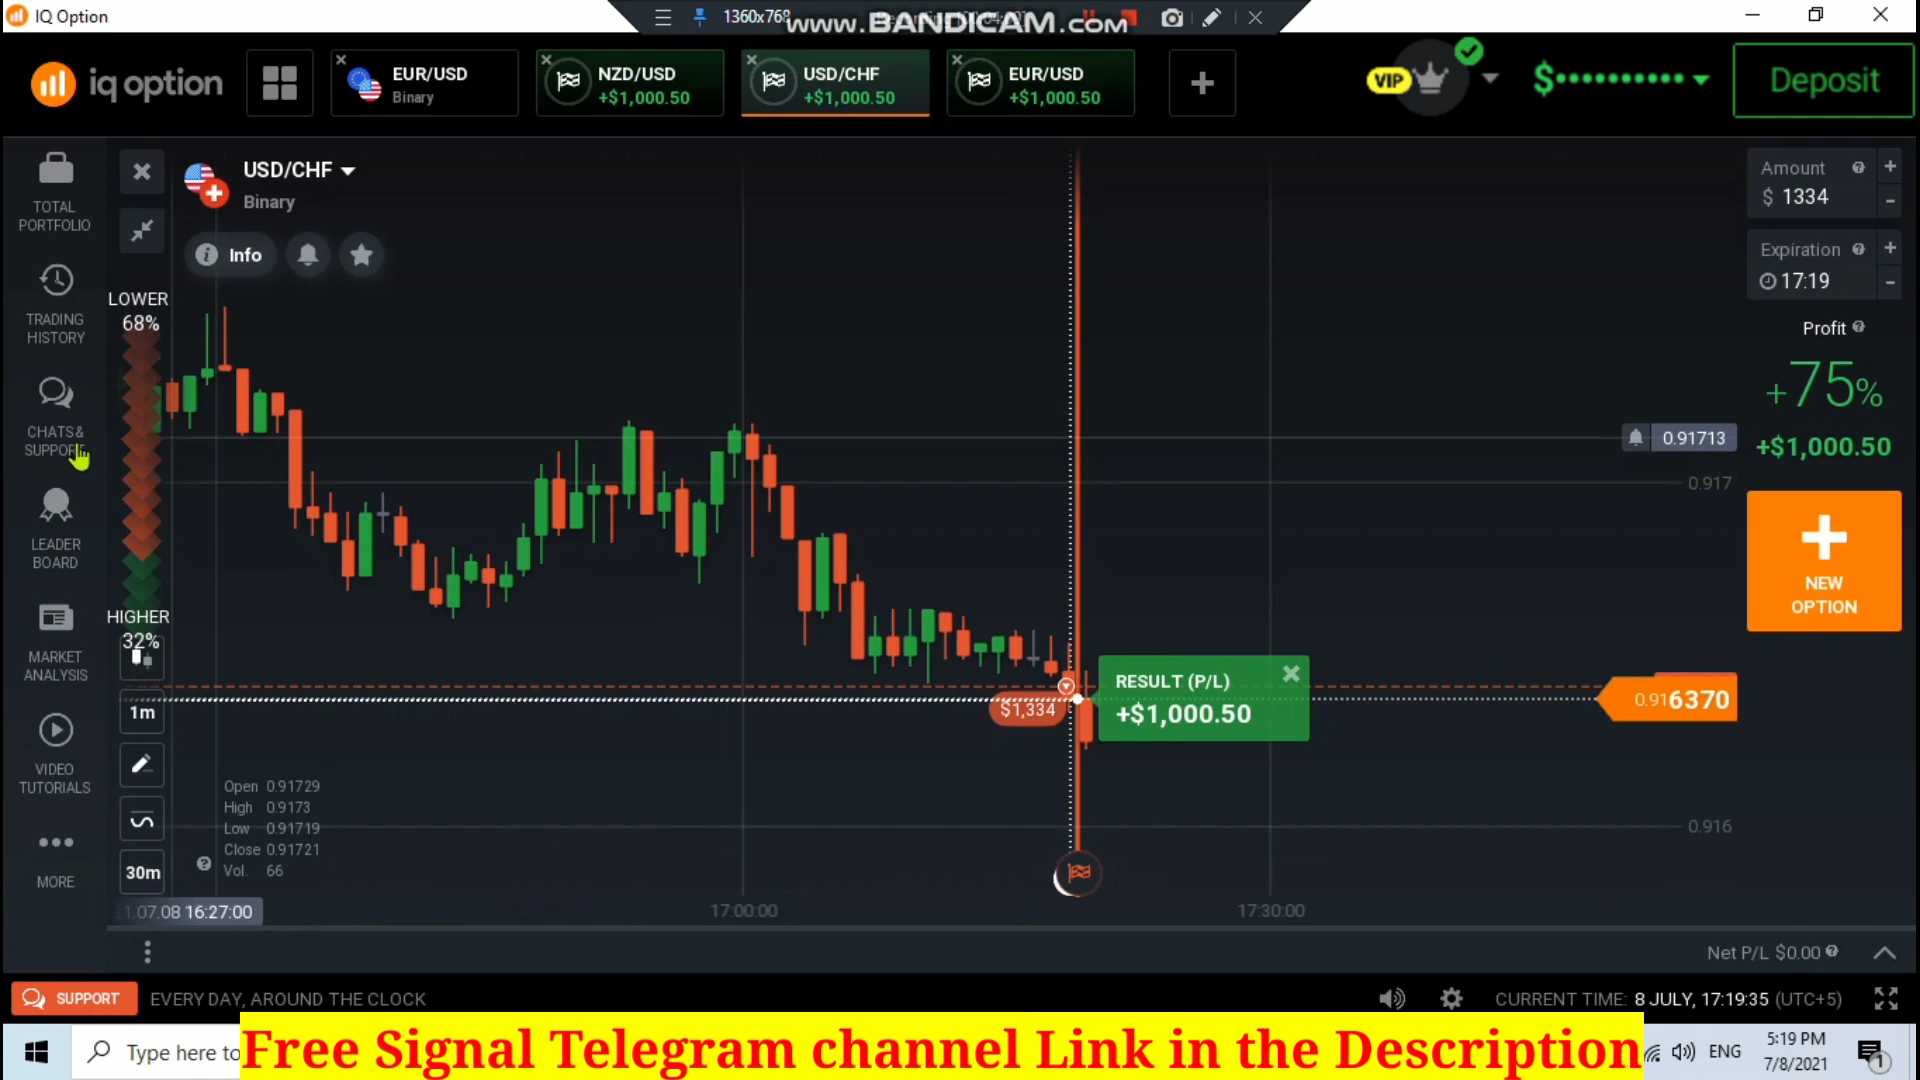 IQ Option
1360x768
www.BANDICAM.com
iq option
EUR/USD
Binary
NZD/USD
+$1,000.50
USD/CHF
+$1,000.50
EUR/USD
+$1,000.50
VIP
$••••••••••
Deposit
TOTAL
PORTFOLIO
TRADING
HISTORY
CHATS &
SUPPORT
LEADER
BOARD
MARKET
ANALYSIS
VIDEO
TUTORIALS
MORE
USD/CHF
Binary
Info
LOWER
68%
HIGHER
32%
1m
30m
Open 0.91729
High 0.9173
Low 0.91719
Close 0.91721
Vol. 66
.07.08 16:27:00
17:00:00
17:30:00
$1,334
RESULT (P/L)
+$1,000.50
0.91713
0.917
0.916370
0.916
Amount
$ 1334
Expiration
17:19
Profit
+75%
+$1,000.50
NEW
OPTION
Net P/L $0.00
SUPPORT
EVERY DAY, AROUND THE CLOCK
CURRENT TIME: 8 JULY, 17:19:35 (UTC+5)
Type here to
Free Signal Telegram channel Link in the Description
ENG
5:19 PM
7/8/2021
1